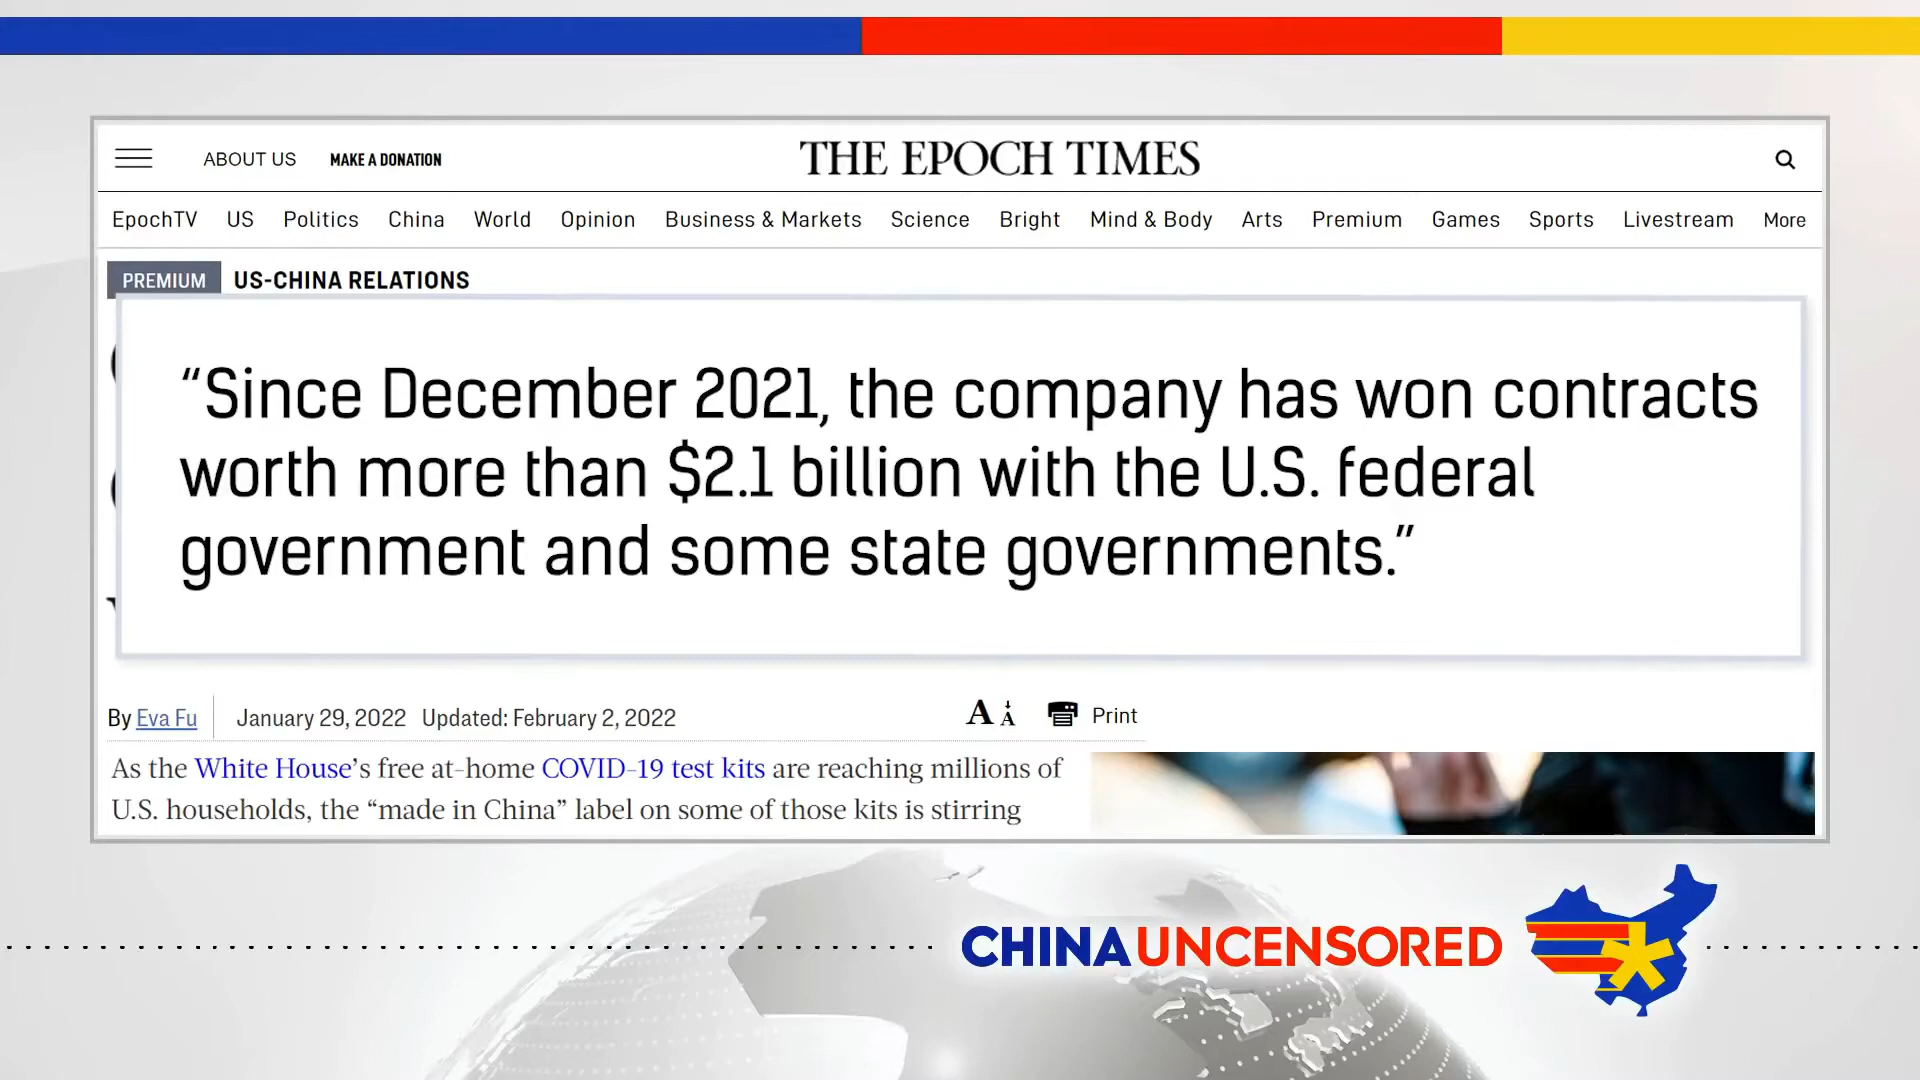 ABOUT US MAKE A DONATION THE EPOCH TIMES
EpochTV US Politics China World Opinion Business & Markets Science Bright Mind & Body Arts Premium Games Sports Livestream More
PREMIUM US-CHINA RELATIONS
“Since December 2021, the company has won contracts
worth more than $2.1 billion with the U.S. federal
government and some state governments.”
By Eva Fu January 29, 2022 Updated: February 2, 2022 A A Print
As the White House’s free at-home COVID-19 test kits are reaching millions of
U.S. households, the “made in China” label on some of those kits is stirring
CHINA UNCENSORED